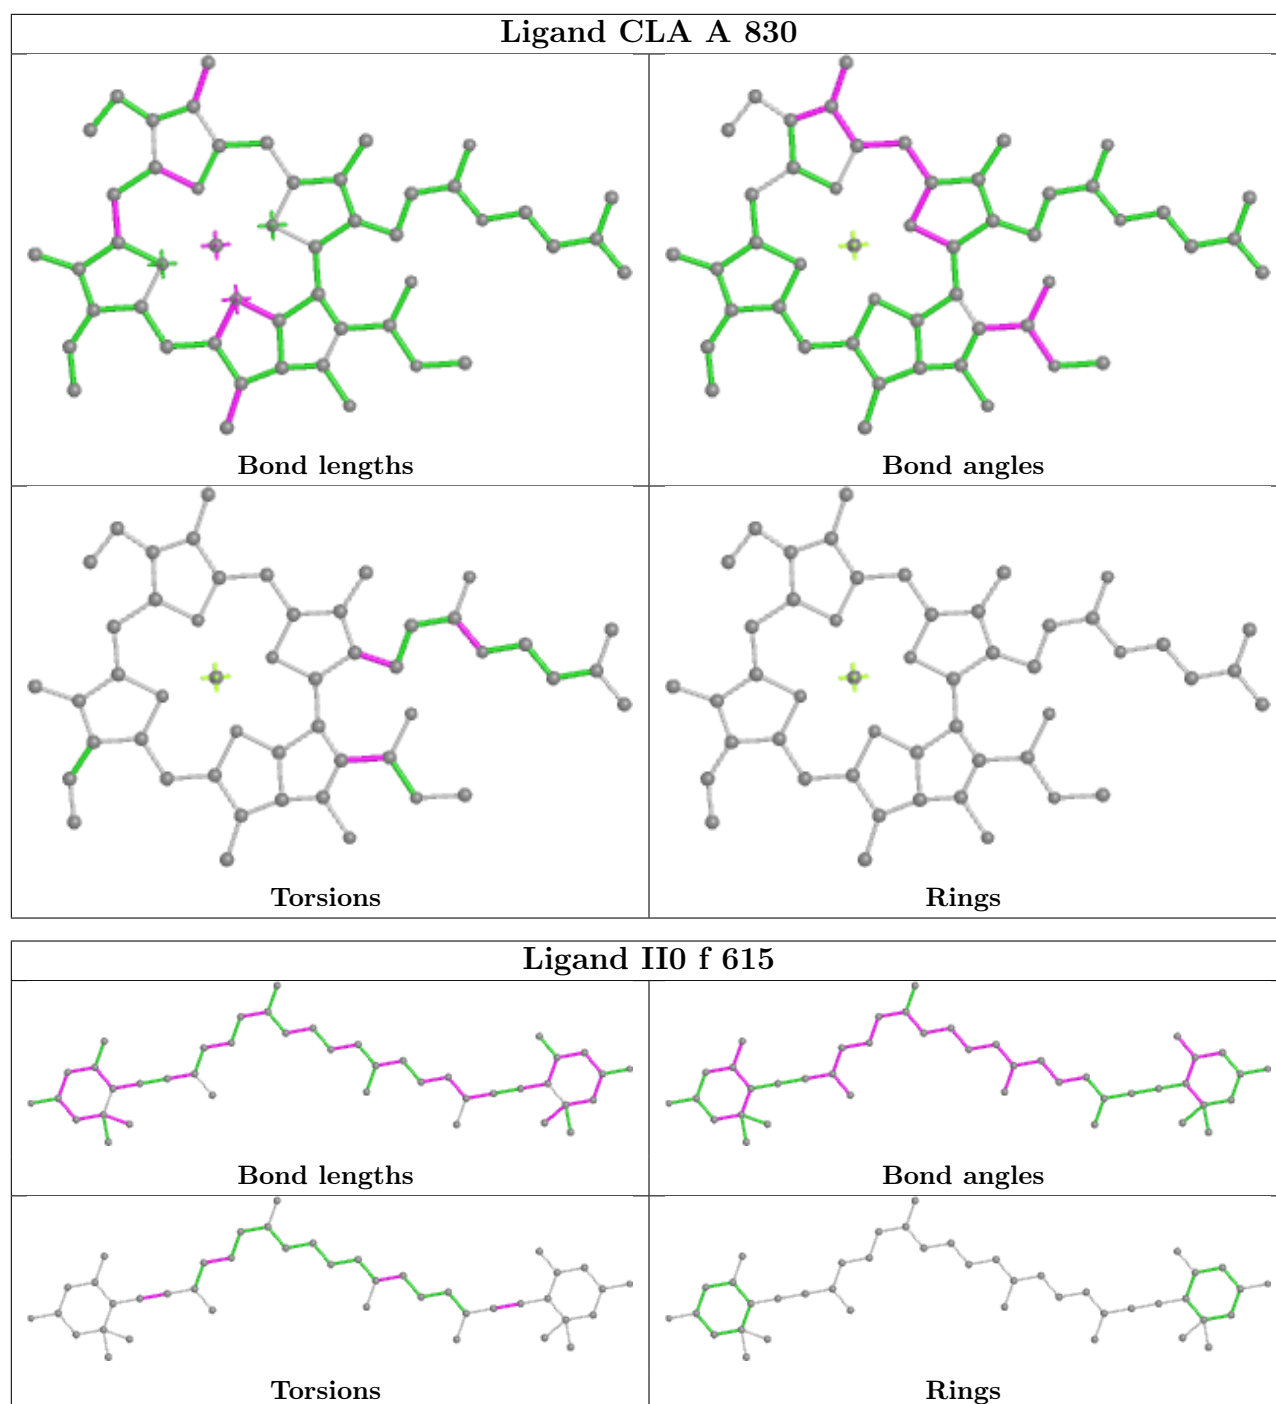 Ligand CLA A 830
Bond lengths
Bond angles
Torsions
Rings
Ligand II0 f 615
Bond lengths
Bond angles
Torsions
Rings